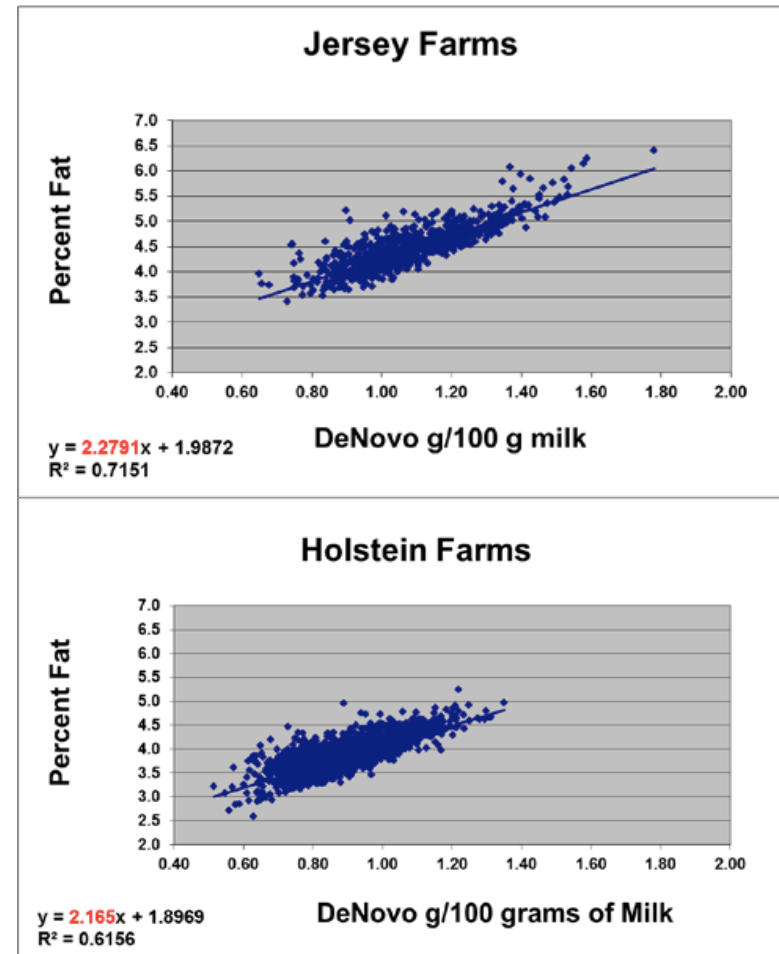 Jersey Farms
Percent Fat
7.0
6.5
6.0
5.5
5.0
4.5
4.0
3.5
3.0
2.5
2.0
0.40 0.60 0.80 1.00 1.20 1.40 1.60 1.80 2.00
DeNovo g/100 g milk
y = 2.2791x + 1.9872
R² = 0.7151
Holstein Farms
Percent Fat
7.0
6.5
6.0
5.5
5.0
4.5
4.0
3.5
3.0
2.5
2.0
0.40 0.60 0.80 1.00 1.20 1.40 1.60 1.80 2.00
DeNovo g/100 grams of Milk
y = 2.165x + 1.8969
R² = 0.6156